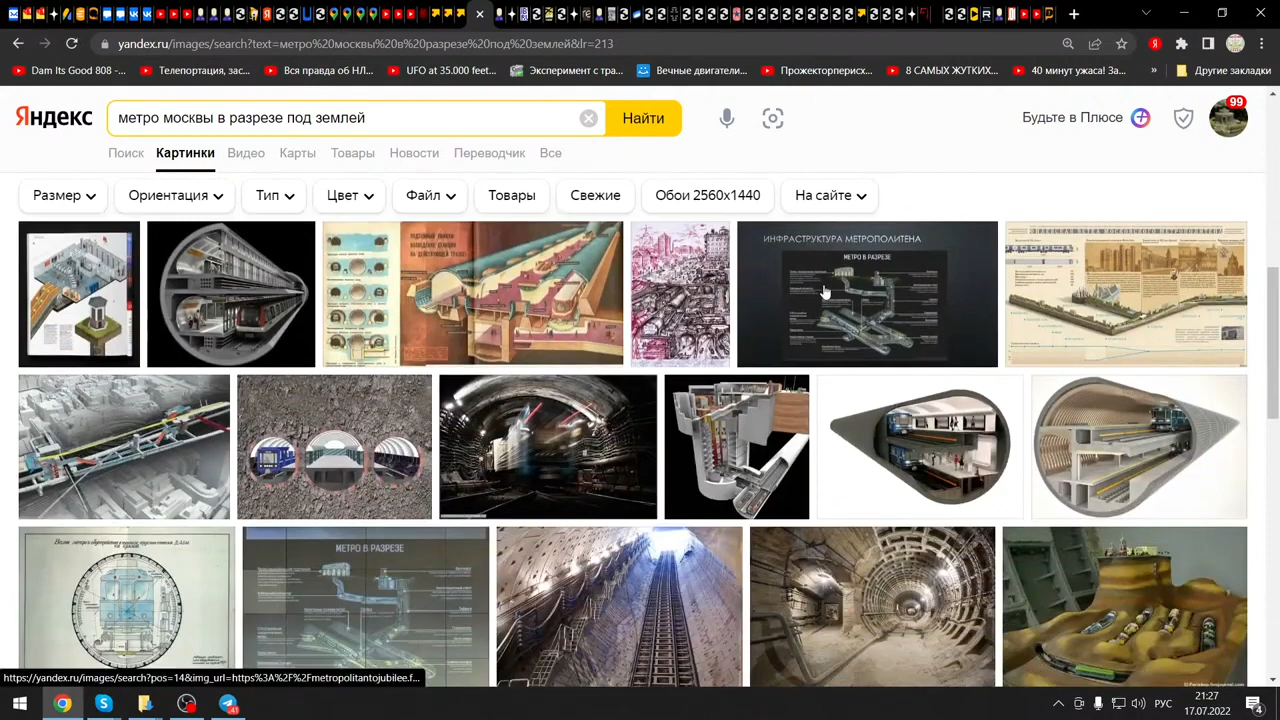 yandex.ru/images/search?text=метро%20москвы%20в%20разрезе%20под%20землей&lr=213
Dam Its Good 808 -...
Телепортация, зас...
Вся правда об НЛ...
UFO at 35.000 feet...
Эксперимент с тра...
Вечные двигатели...
Прожекторперисх...
8 САМЫХ ЖУТКИХ...
40 минут ужаса! За...
»
Другие закладки
Яндекс
метро москвы в разрезе под землей
Найти
Будьте в Плюсе
99
Поиск
Картинки
Видео
Карты
Товары
Новости
Переводчик
Все
Размер
Ориентация
Тип
Цвет
Файл
Товары
Свежие
Обои 2560x1440
На сайте
ИНФРАСТРУКТУРА МЕТРОПОЛИТЕНА
МЕТРО В РАЗРЕЗЕ
МЕТРО В РАЗРЕЗЕ
https://yandex.ru/images/search?pos=14&img_url=https%3A%2F%2Fmetropolitantojubilee.f...
41
РУС
21:27
17.07.2022
4